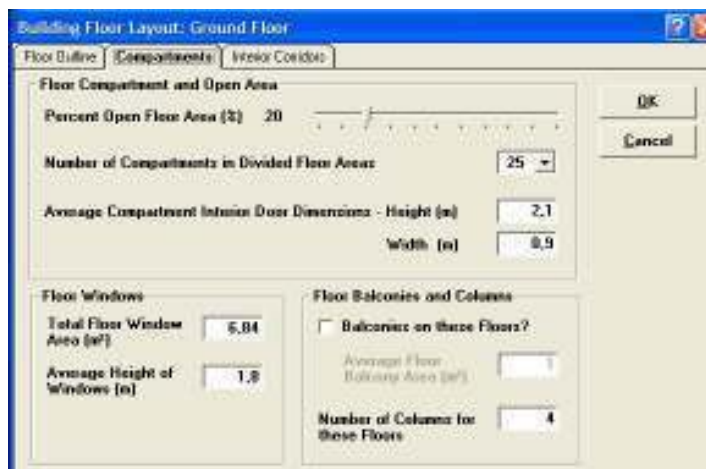 Building Floor Layout: Ground Floor
Floor Outline Compartments Interior Corridors
Floor Compartment and Open Area
Percent Open Floor Area (%) 20
OK
Cancel
Number of Compartments in Divided Floor Areas 25
Average Compartment Interior Door Dimensions - Height (m) 2,1
Width (m) 0,9
Floor Windows
Total Floor Window
Area (m²) 6,84
Average Height of
Windows (m) 1,8
Floor Balconies and Columns
Balconies on these Floors?
Average Floor
Balcony Area (m²) 1
Number of Columns for
these Floors 4